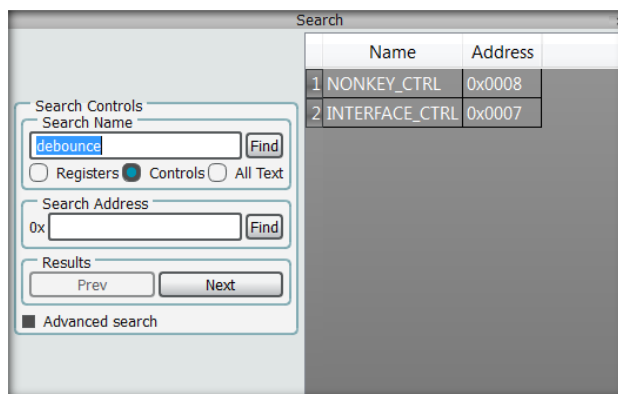 Search
Name Address
1 NONKEY_CTRL 0x0008
2 INTERFACE_CTRL 0x0007
Search Controls
Search Name
debounce Find
Registers Controls All Text
Search Address
0x Find
Results
Prev Next
Advanced search